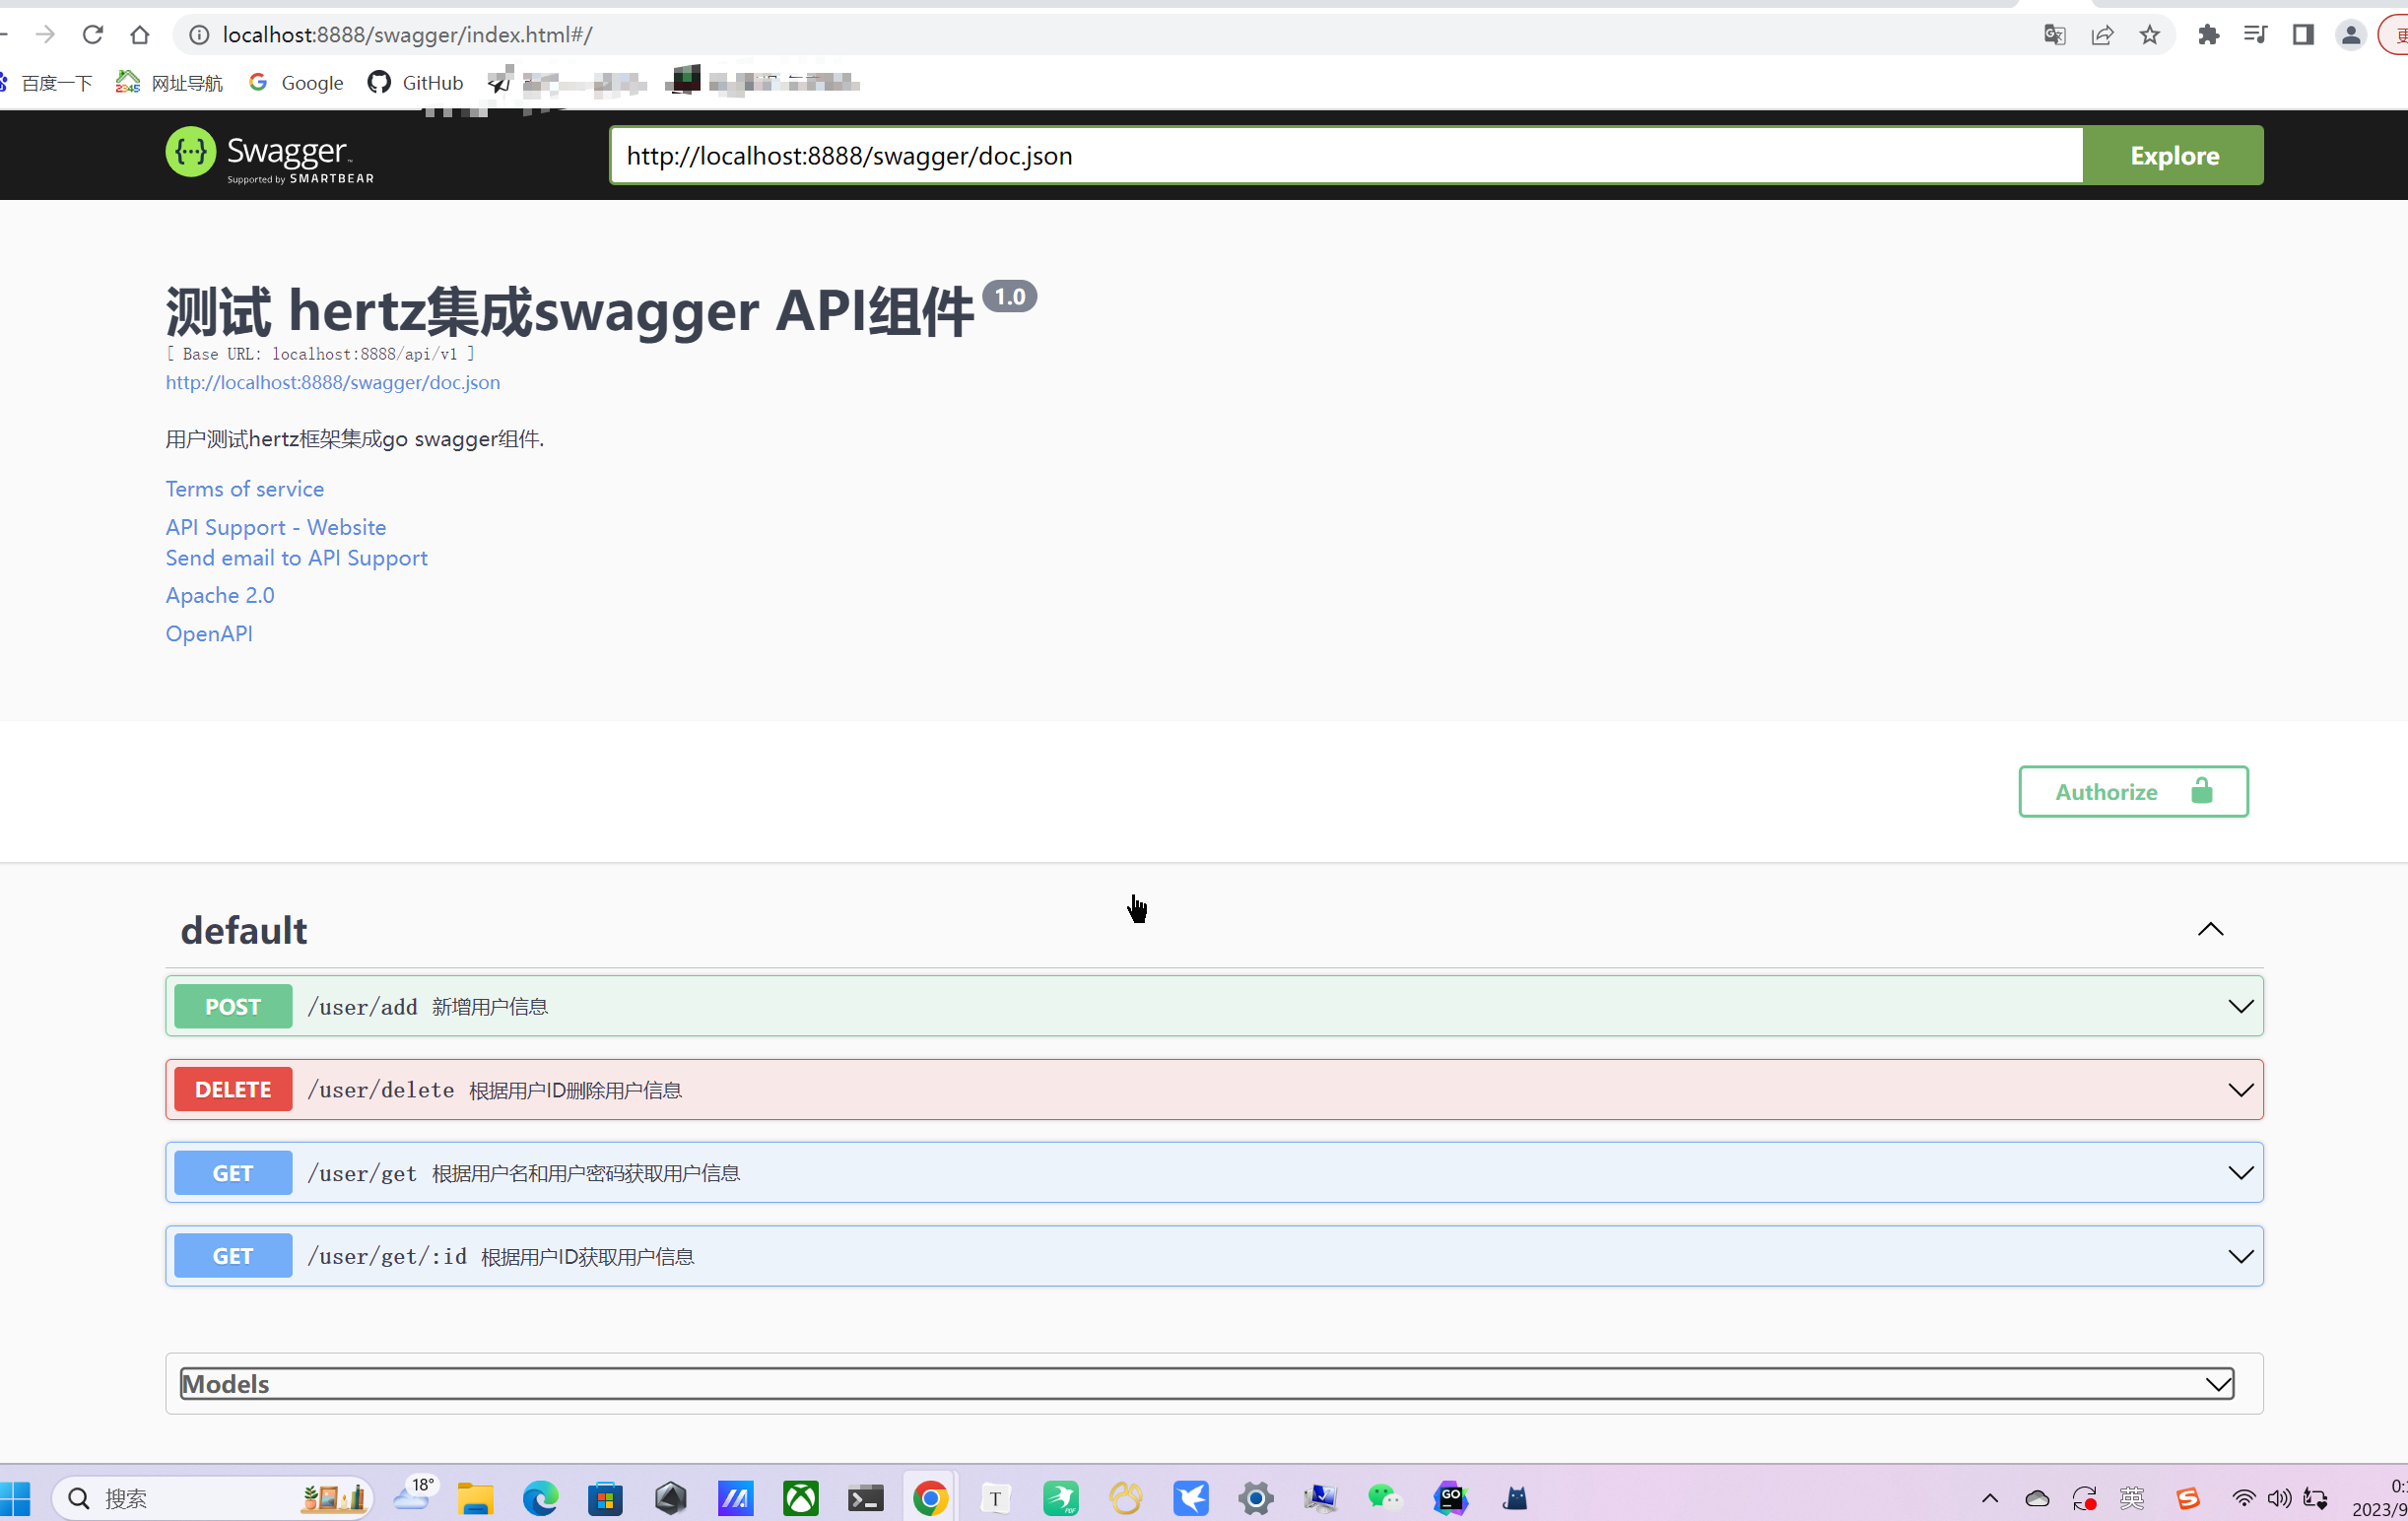 localhost:8888/swagger/index.html#/
百度一下 网址导航 Google GitHub
Swagger
Supported by SMARTBEAR
http://localhost:8888/swagger/doc.json Explore
测试 hertz集成swagger API组件 1.0
[ Base URL: localhost:8888/api/v1 ]
http://localhost:8888/swagger/doc.json
用户测试hertz框架集成go swagger组件.
Terms of service
API Support - Website
Send email to API Support
Apache 2.0
OpenAPI
Authorize
default
POST /user/add 新增用户信息
DELETE /user/delete 根据用户ID删除用户信息
GET /user/get 根据用户名和用户密码获取用户信息
GET /user/get/:id 根据用户ID获取用户信息
Models
搜索 18° 英
2023/9